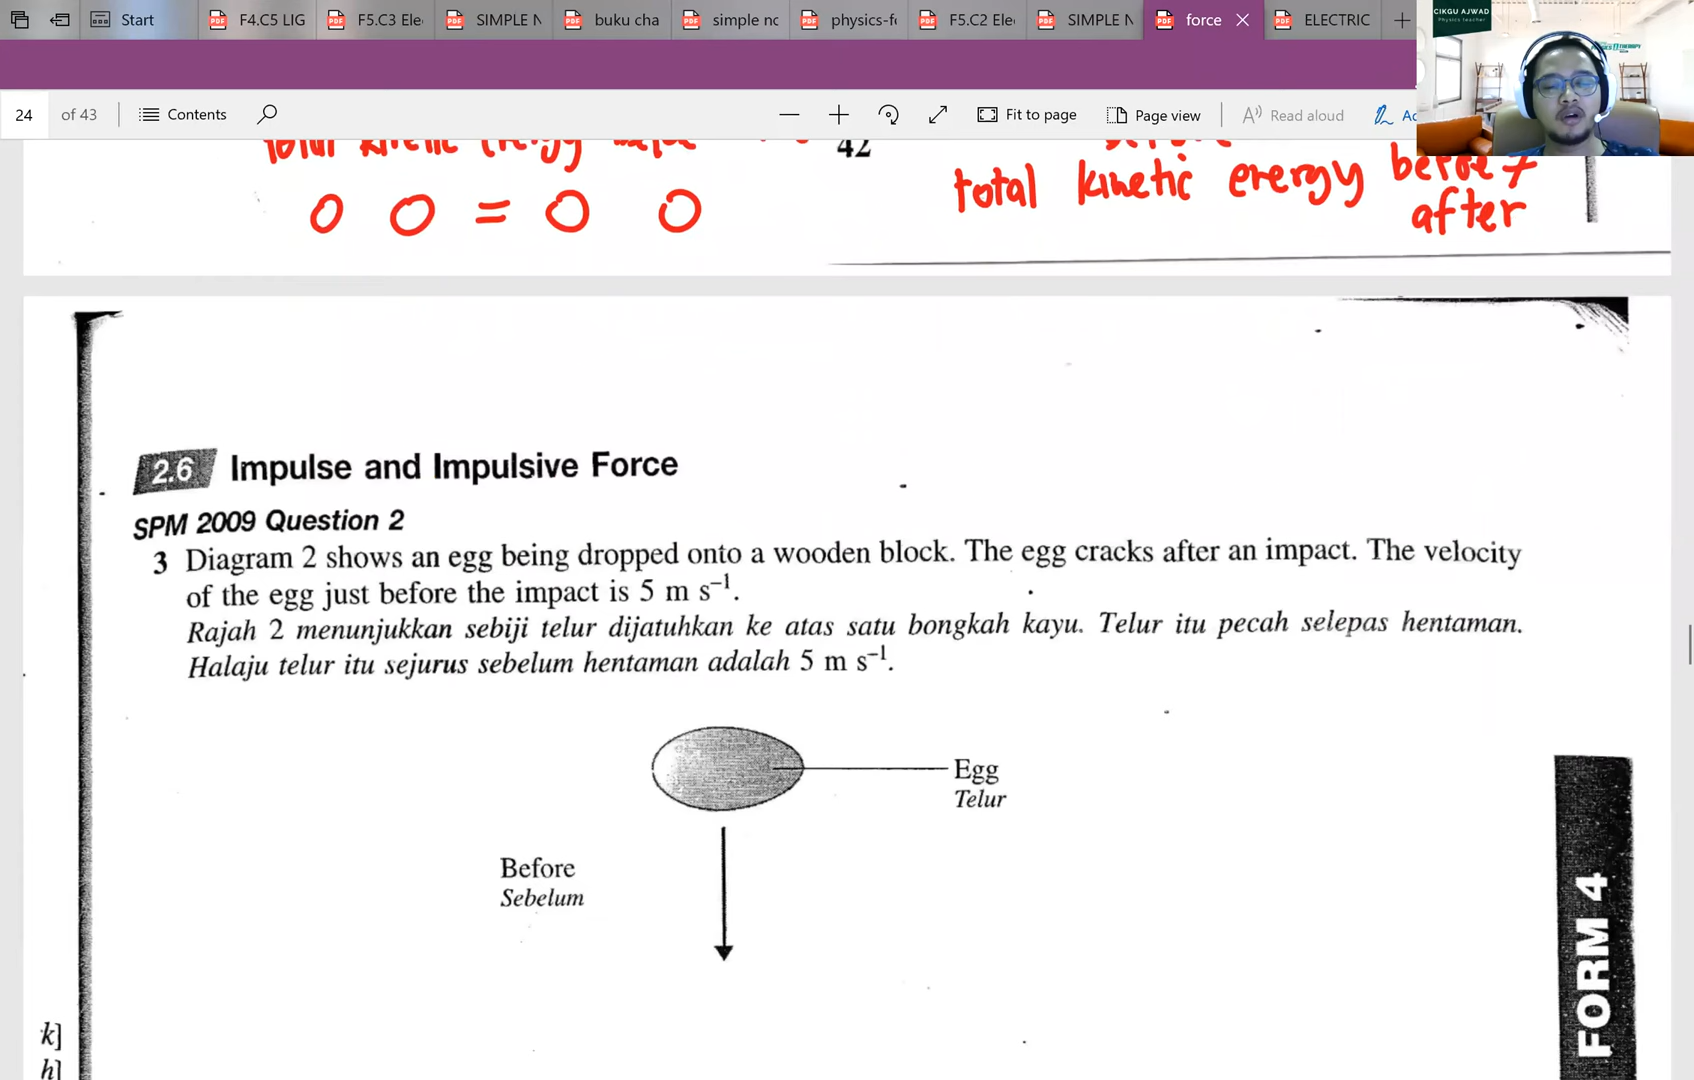 Start
F4.C5 LIG
F5.C3 Ele
SIMPLE N
buku cha
simple nc
physics-f
F5.C2 Ele
SIMPLE N
force
ELECTRIC
CIKGU AJWAD
Physics teacher
24 of 43
Contents
Fit to page
Page view
Read aloud
total kinetic energy
42
total kinetic energy before & after
2.6 Impulse and Impulsive Force
SPM 2009 Question 2
3 Diagram 2 shows an egg being dropped onto a wooden block. The egg cracks after an impact. The velocity
of the egg just before the impact is 5 m s⁻¹.
Rajah 2 menunjukkan sebiji telur dijatuhkan ke atas satu bongkah kayu. Telur itu pecah selepas hentaman.
Halaju telur itu sejurus sebelum hentaman adalah 5 m s⁻¹.
Egg
Telur
Before
Sebelum
FORM 4
k]
h]